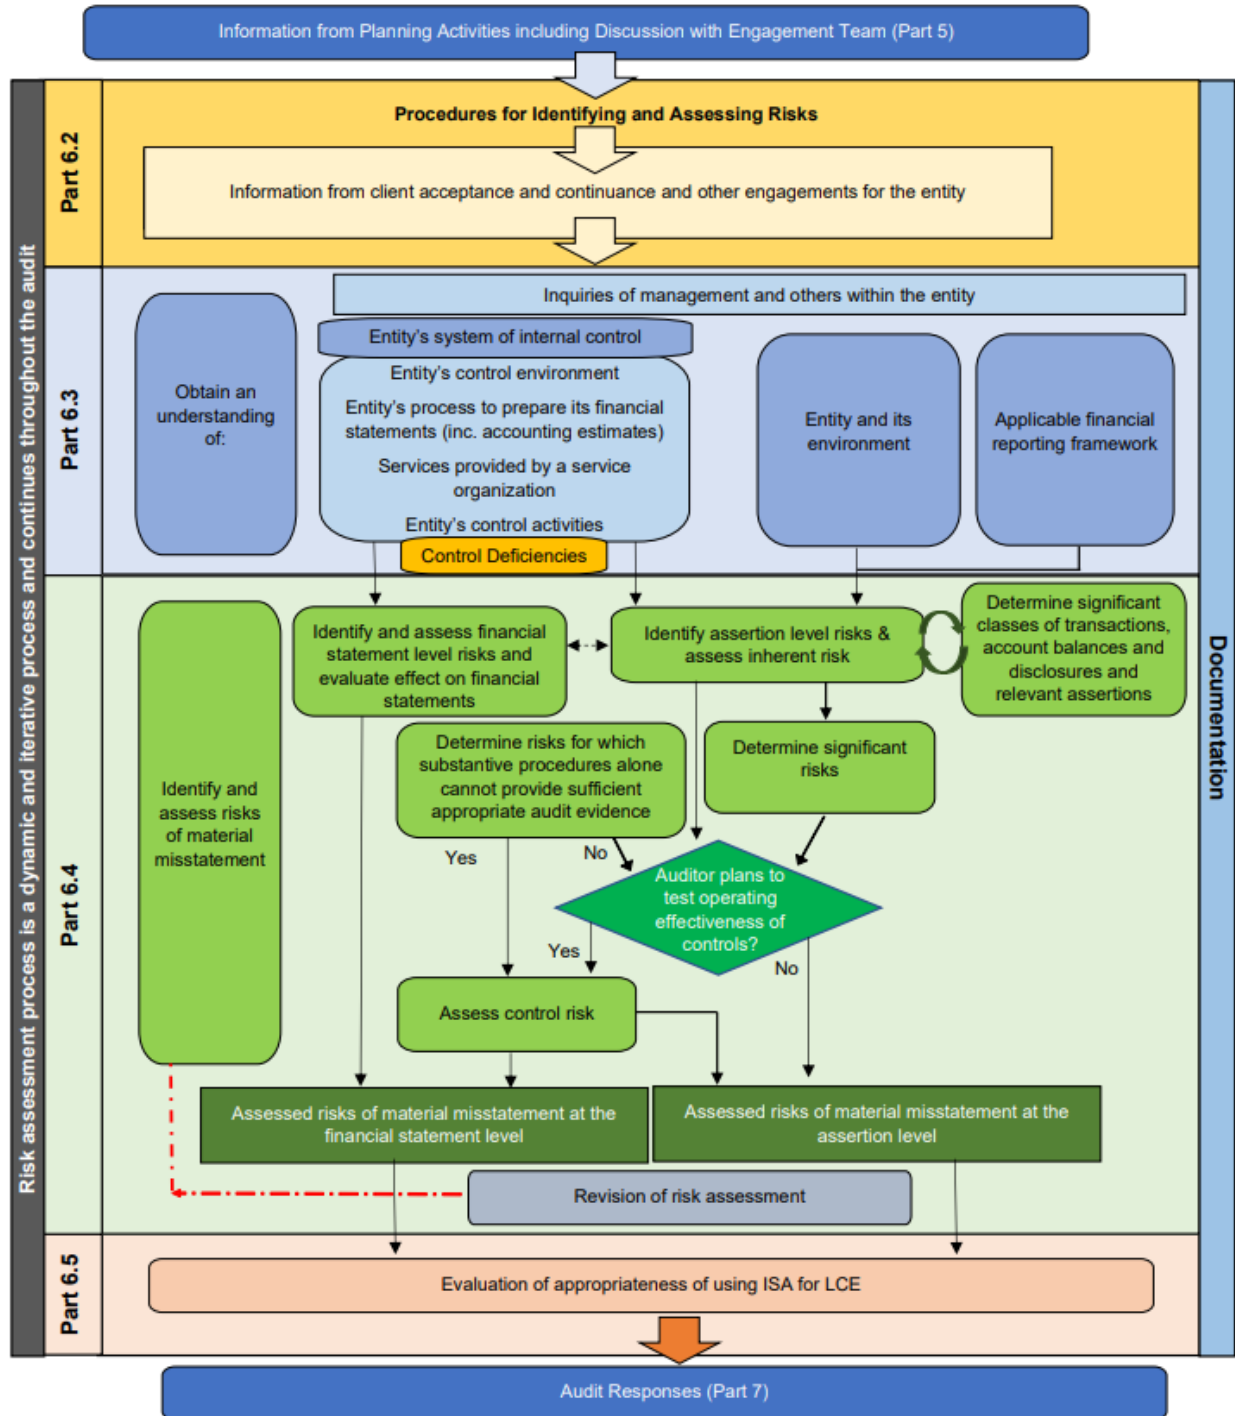 Information from Planning Activities including Discussion with Engagement Team (Part 5)
Risk assessment process is a dynamic and iterative process and continues throughout the audit
Documentation
Part 6.2
Procedures for Identifying and Assessing Risks
Information from client acceptance and continuance and other engagements for the entity
Part 6.3
Inquiries of management and others within the entity
Obtain an
understanding
of:
Entity's system of internal control
Entity's control environment
Entity's process to prepare its financial
statements (inc. accounting estimates)
Services provided by a service
organization
Entity's control activities
Control Deficiencies
Entity and its
environment
Applicable financial
reporting framework
Part 6.4
Identify and
assess risks
of material
misstatement
Identify and assess financial
statement level risks and
evaluate effect on financial
statements
Identify assertion level risks &
assess inherent risk
Determine significant
classes of transactions,
account balances and
disclosures and
relevant assertions
Determine risks for which
substantive procedures alone
cannot provide sufficient
appropriate audit evidence
Determine significant
risks
Yes
No
Auditor plans to
test operating
effectiveness of
controls?
Yes
No
Assess control risk
Assessed risks of material misstatement at the
financial statement level
Assessed risks of material misstatement at the
assertion level
Revision of risk assessment
Part 6.5
Evaluation of appropriateness of using ISA for LCE
Audit Responses (Part 7)